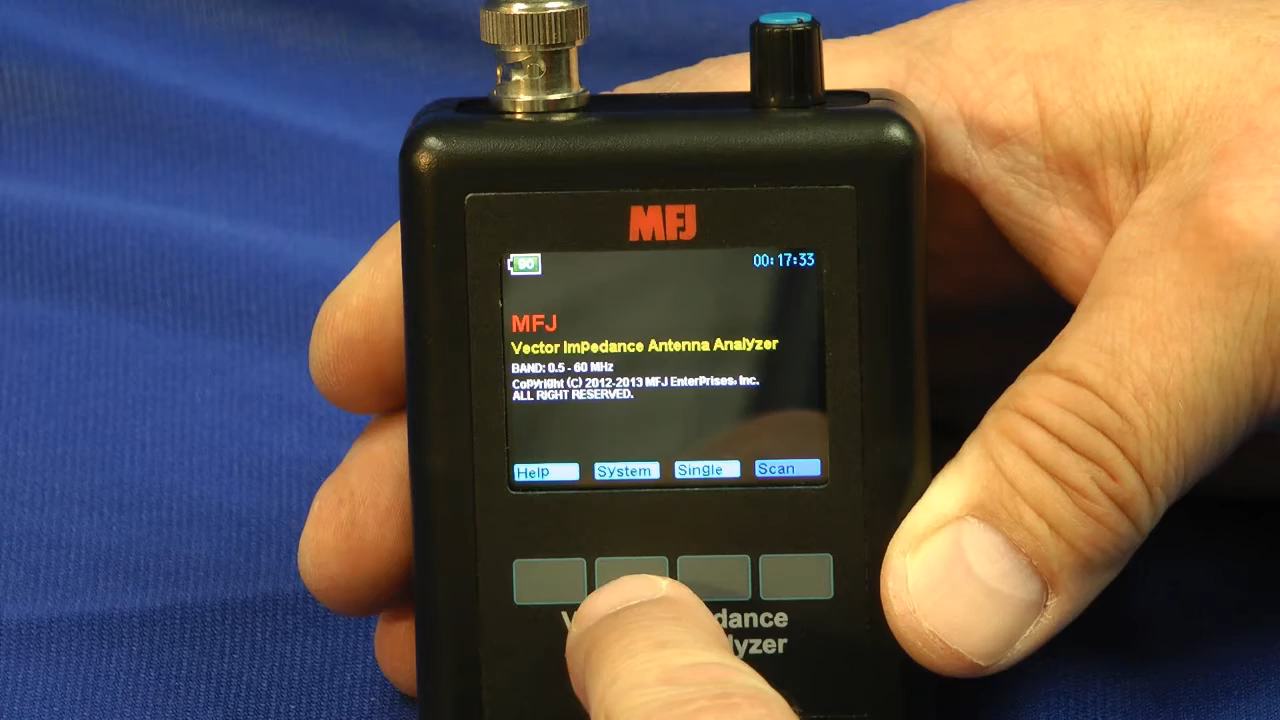 MFJ
90 00:17:33
MFJ
Vector Impedance Antenna Analyzer
BAND: 0.5 - 60 MHz
Copyright (C) 2012-2013 MFJ EnterPrises, Inc.
ALL RIGHT RESERVED.
Help System Single Scan
V dance
lyzer